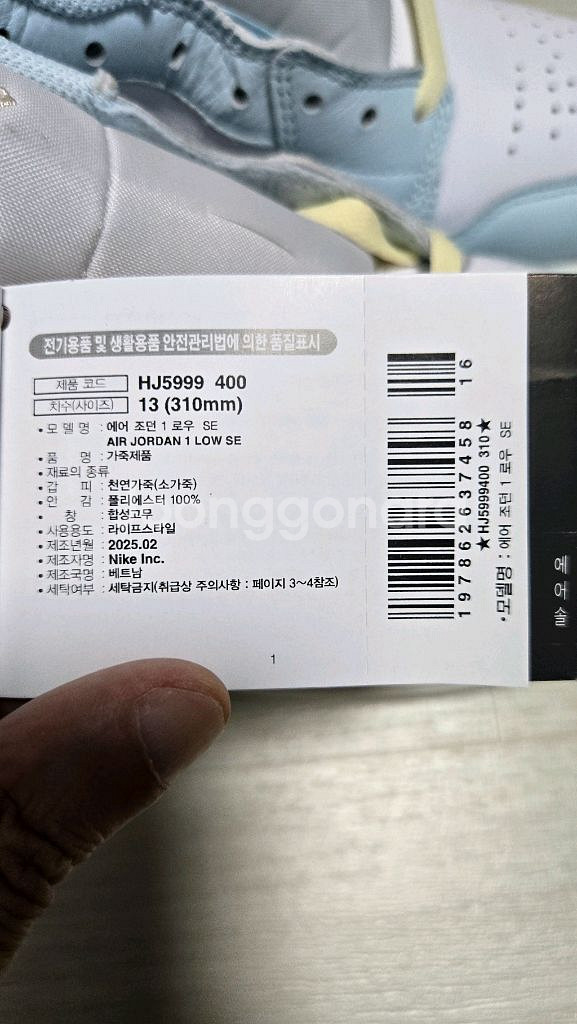 전기용품 및 생활용품 안전관리법에 의한 품질표시
제품 코드 HJ5999 400
치수(사이즈) 13 (310mm)
• 모 델 명 : 에어 조던 1 로우 SE
AIR JORDAN 1 LOW SE
• 품 명 : 가죽제품
• 재료의 종류
• 갑 피 : 천연가죽(소가죽)
• 안 감 : 폴리에스터 100%
• 창 : 합성고무
• 사용용도 : 라이프스타일
• 제조년월 : 2025.02
• 제조자명 : Nike Inc.
• 제조국명 : 베트남
• 세탁여부 : 세탁금지(취급상 주의사항 : 페이지 3~4참조)
1
16
197862637458
★HJ5999400 310★
• 모델명 : 에어 조던 1 로우 SE
에어솔